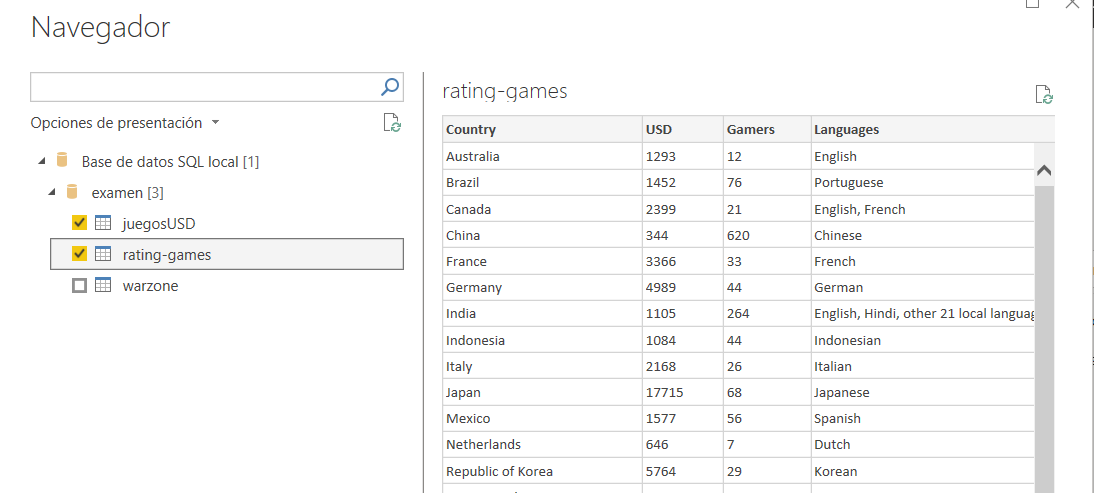 Navegador
Opciones de presentación
Base de datos SQL local [1]
examen [3]
juegosUSD
rating-games
warzone
rating-games
Country USD Gamers Languages
Australia 1293 12 English
Brazil 1452 76 Portuguese
Canada 2399 21 English, French
China 344 620 Chinese
France 3366 33 French
Germany 4989 44 German
India 1105 264 English, Hindi, other 21 local languag
Indonesia 1084 44 Indonesian
Italy 2168 26 Italian
Japan 17715 68 Japanese
Mexico 1577 56 Spanish
Netherlands 646 7 Dutch
Republic of Korea 5764 29 Korean